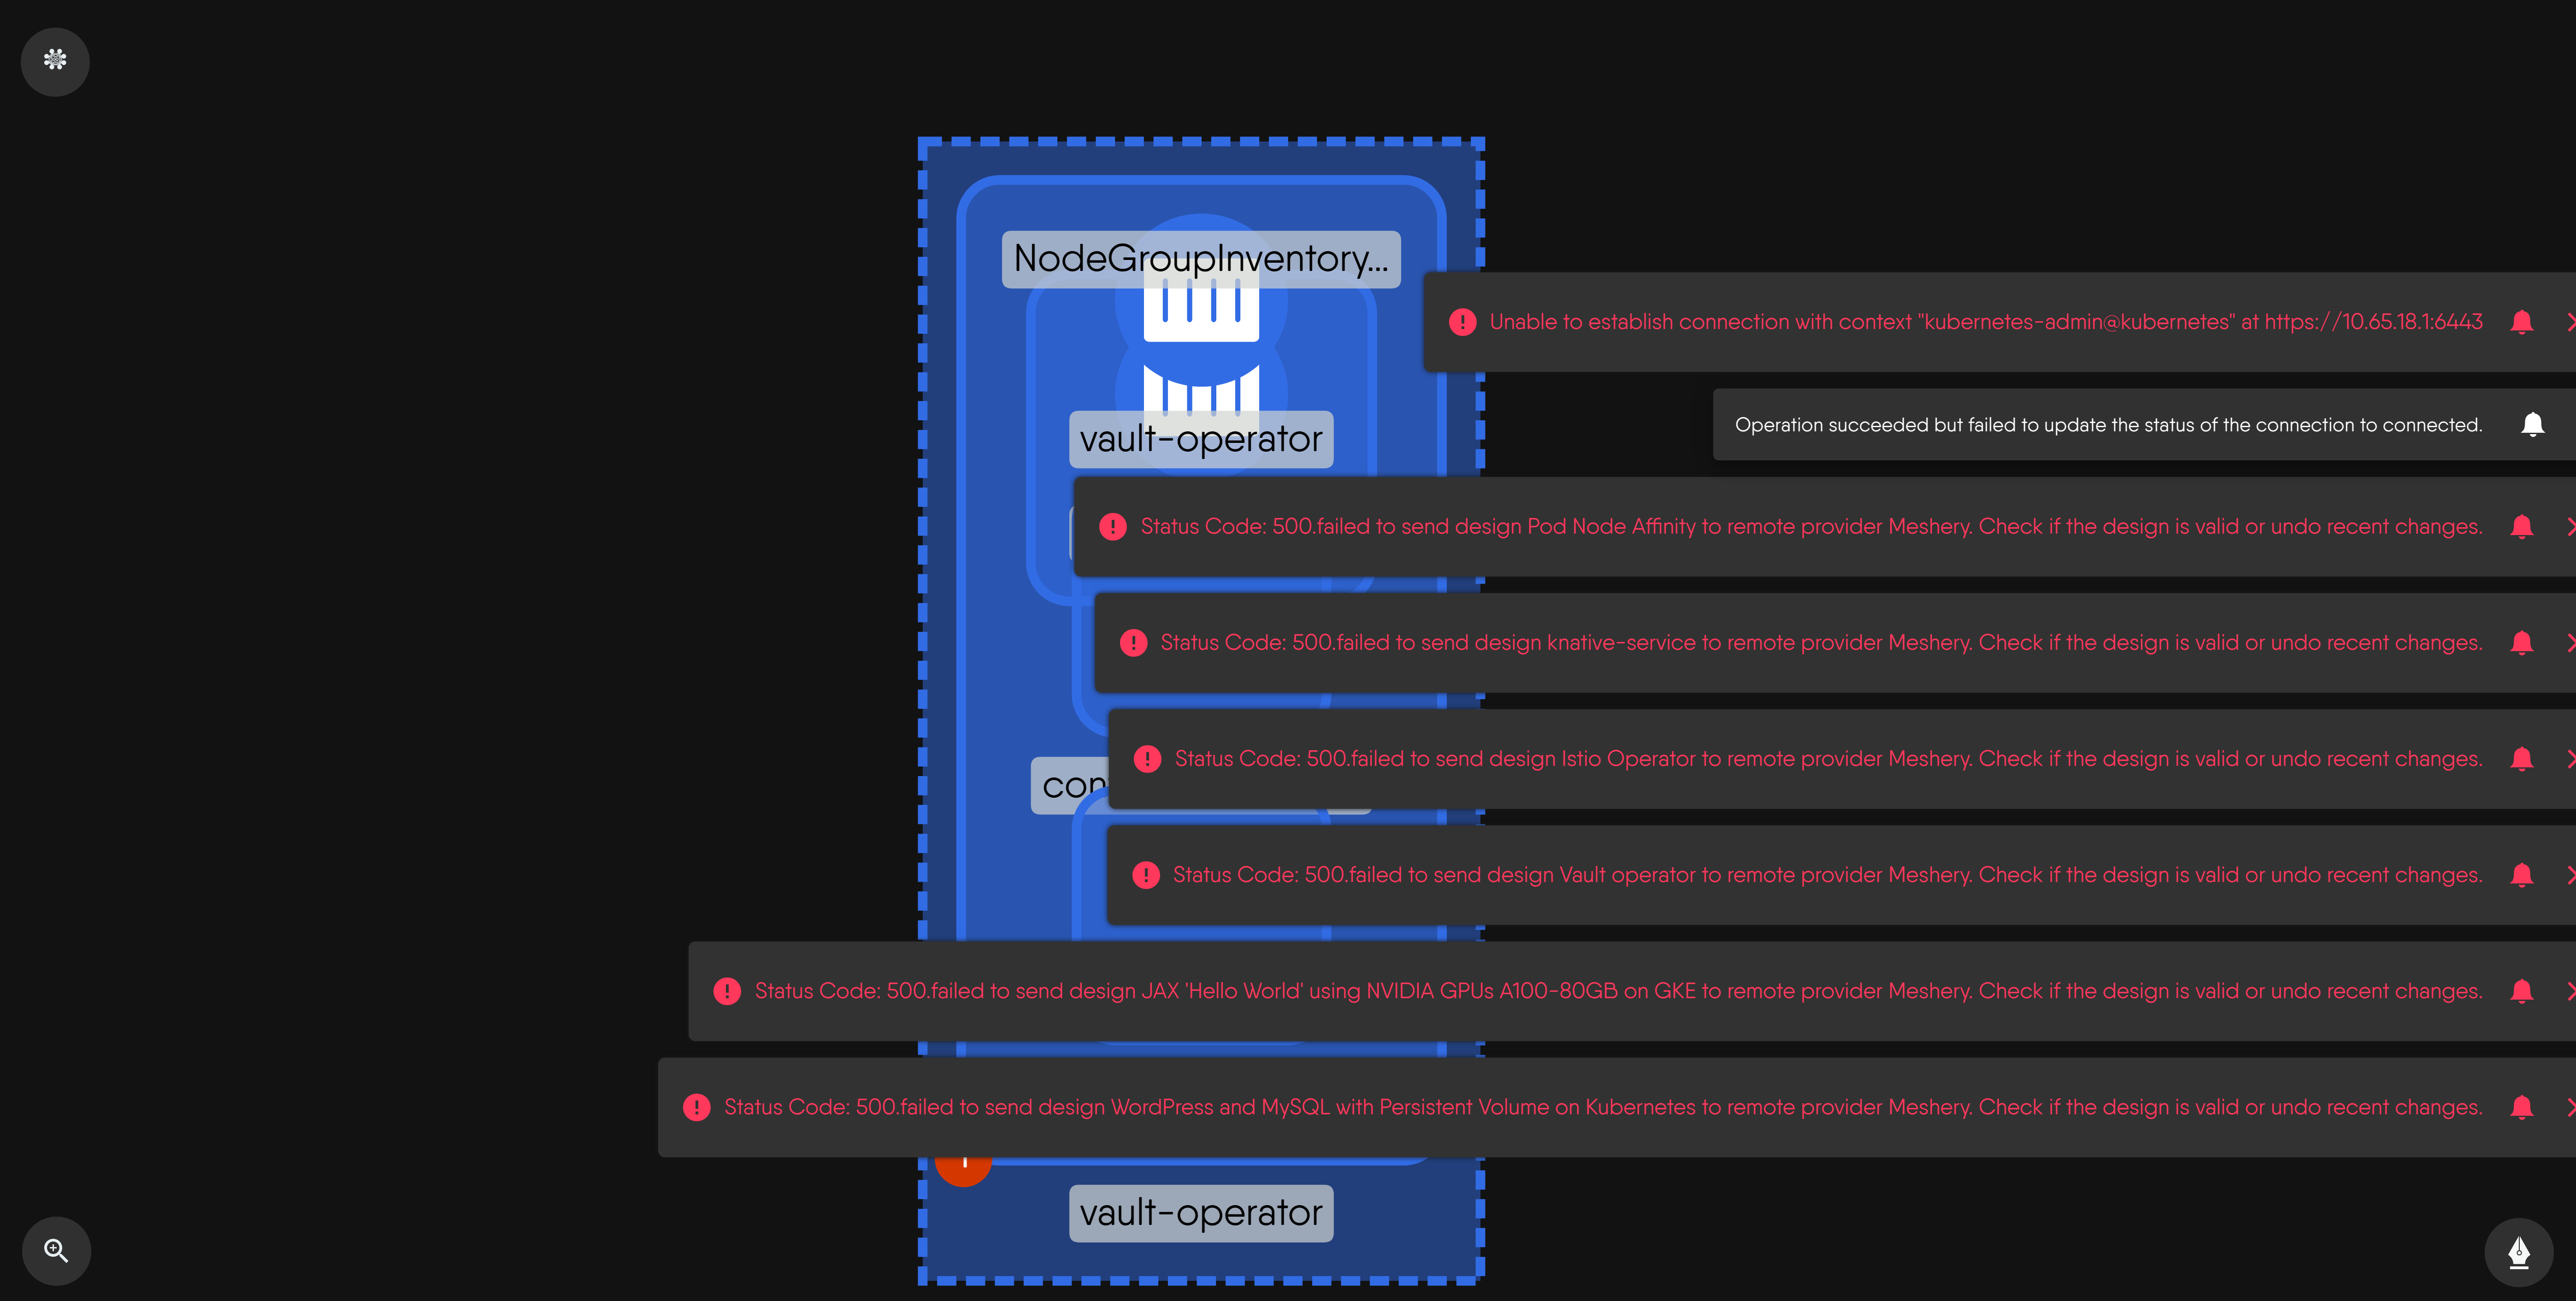 NodeGroupInventory...
Unable to establish connection with context "kubernetes-admin@kubernetes" at https://10.65.18.1:6443
Operation succeeded but failed to update the status of the connection to connected.
vault-operator
Status Code: 500.failed to send design Pod Node Affinity to remote provider Meshery. Check if the design is valid or undo recent changes.
Status Code: 500.failed to send design knative-service to remote provider Meshery. Check if the design is valid or undo recent changes.
Status Code: 500.failed to send design Istio Operator to remote provider Meshery. Check if the design is valid or undo recent changes.
Status Code: 500.failed to send design Vault operator to remote provider Meshery. Check if the design is valid or undo recent changes.
Status Code: 500.failed to send design JAX 'Hello World' using NVIDIA GPUs A100-80GB on GKE to remote provider Meshery. Check if the design is valid or undo recent changes.
Status Code: 500.failed to send design WordPress and MySQL with Persistent Volume on Kubernetes to remote provider Meshery. Check if the design is valid or undo recent changes.
vault-operator